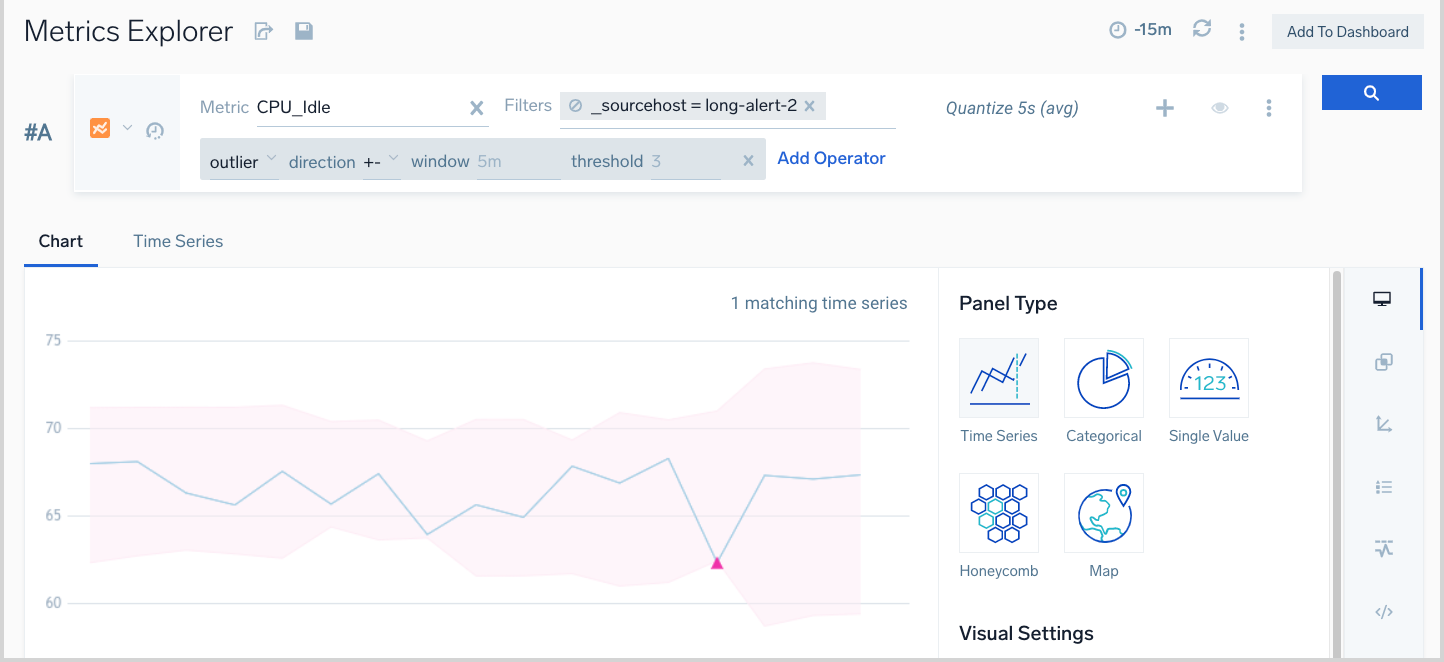 Metrics Explorer
-15m
Add To Dashboard
#A
Metric CPU_Idle
Filters _sourcehost = long-alert-2
Quantize 5s (avg)
outlier direction +- window 5m threshold 3
Add Operator
Chart Time Series
1 matching time series
75
70
65
60
Panel Type
123
Time Series Categorical Single Value
Honeycomb Map
Visual Settings